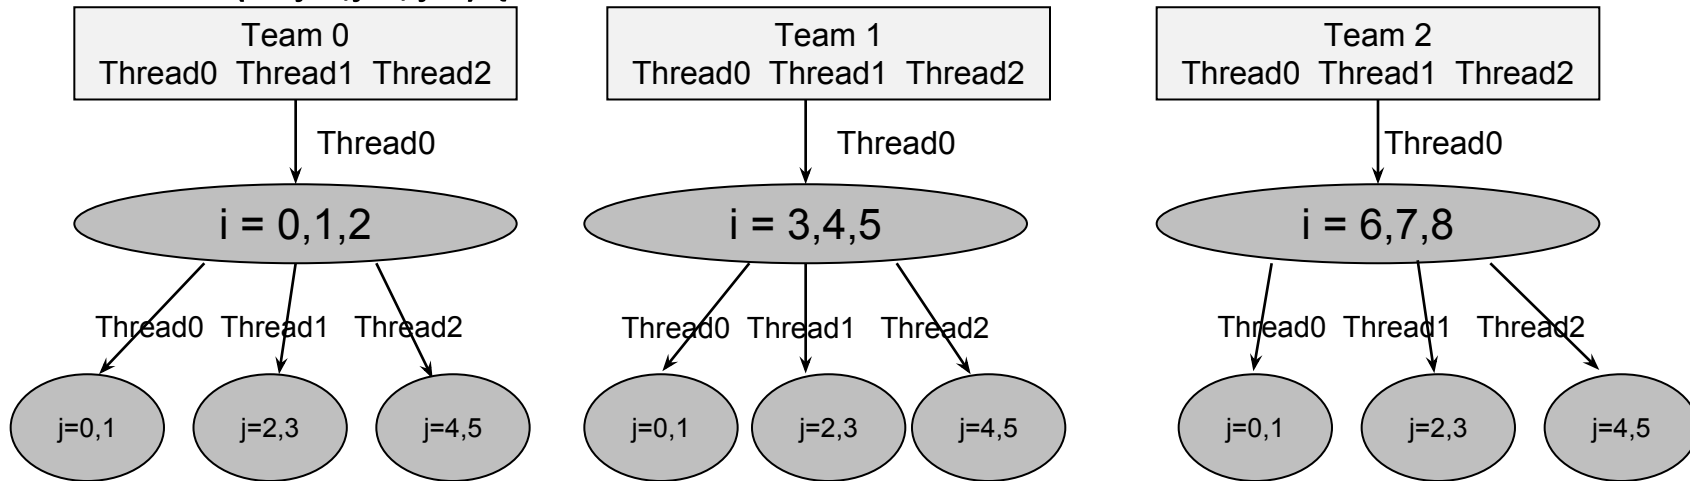 Team 0
Thread0 Thread1 Thread2
Team 1
Thread0 Thread1 Thread2
Team 2
Thread0 Thread1 Thread2
Thread0
Thread0
Thread0
i = 0,1,2
i = 3,4,5
i = 6,7,8
Thread0 Thread1 Thread2
Thread0 Thread1 Thread2
Thread0 Thread1 Thread2
j=0,1
j=2,3
j=4,5
j=0,1
j=2,3
j=4,5
j=0,1
j=2,3
j=4,5